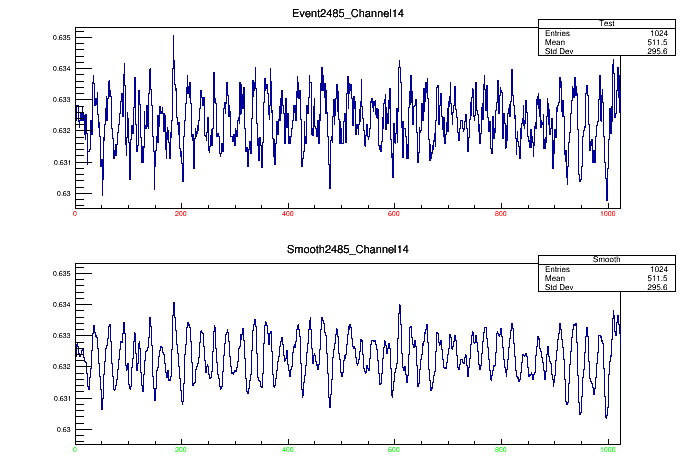 Event2485_Channel14
Test
Entries 1024
Mean 511.5
Std Dev 295.6
0.635
0.634
0.633
0.632
0.631
0.63
0 200 400 600 800 1000
Smooth2485_Channel14
Smooth
Entries 1024
Mean 511.5
Std Dev 295.6
0.635
0.634
0.633
0.632
0.631
0.63
0 200 400 600 800 1000